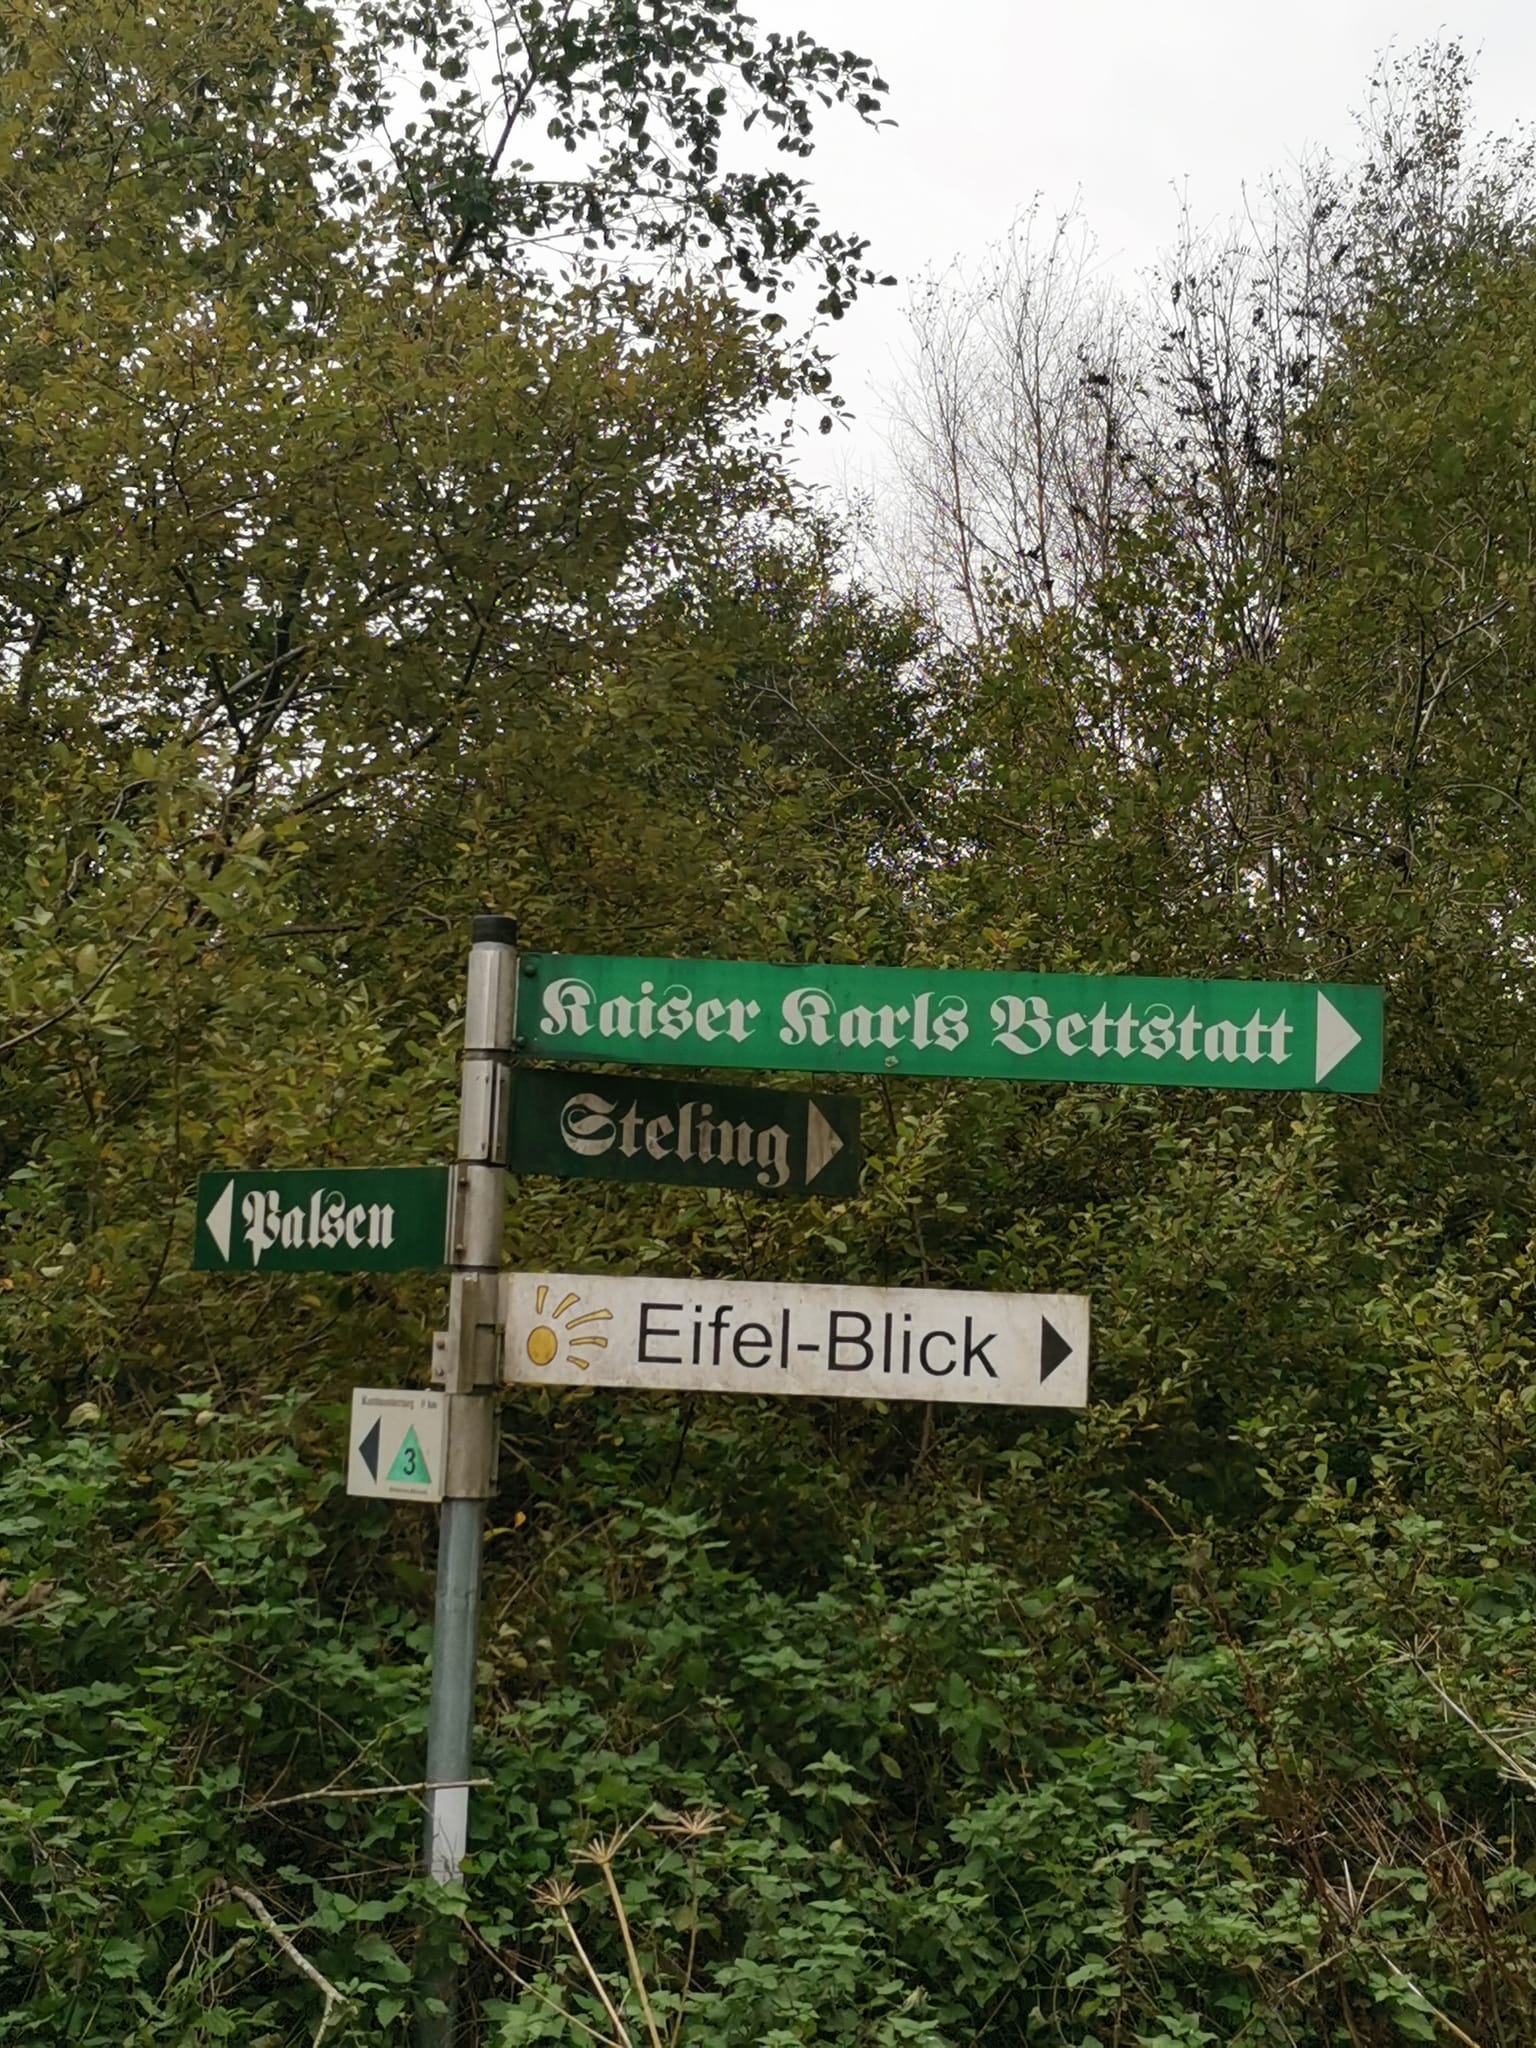 Kaiser Karls Bettstatt
Steling
Palsen
Eifel-Blick
3